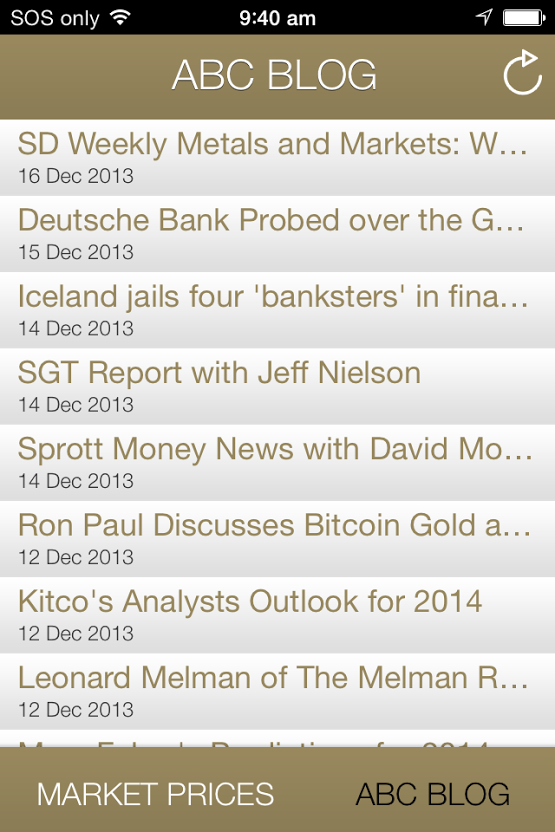 SOS only
9:40 am
ABC BLOG
SD Weekly Metals and Markets: W...
16 Dec 2013
Deutsche Bank Probed over the G...
15 Dec 2013
Iceland jails four 'banksters' in fina...
14 Dec 2013
SGT Report with Jeff Nielson
14 Dec 2013
Sprott Money News with David Mo...
14 Dec 2013
Ron Paul Discusses Bitcoin Gold a...
12 Dec 2013
Kitco's Analysts Outlook for 2014
12 Dec 2013
Leonard Melman of The Melman R...
12 Dec 2013
MARKET PRICES
ABC BLOG